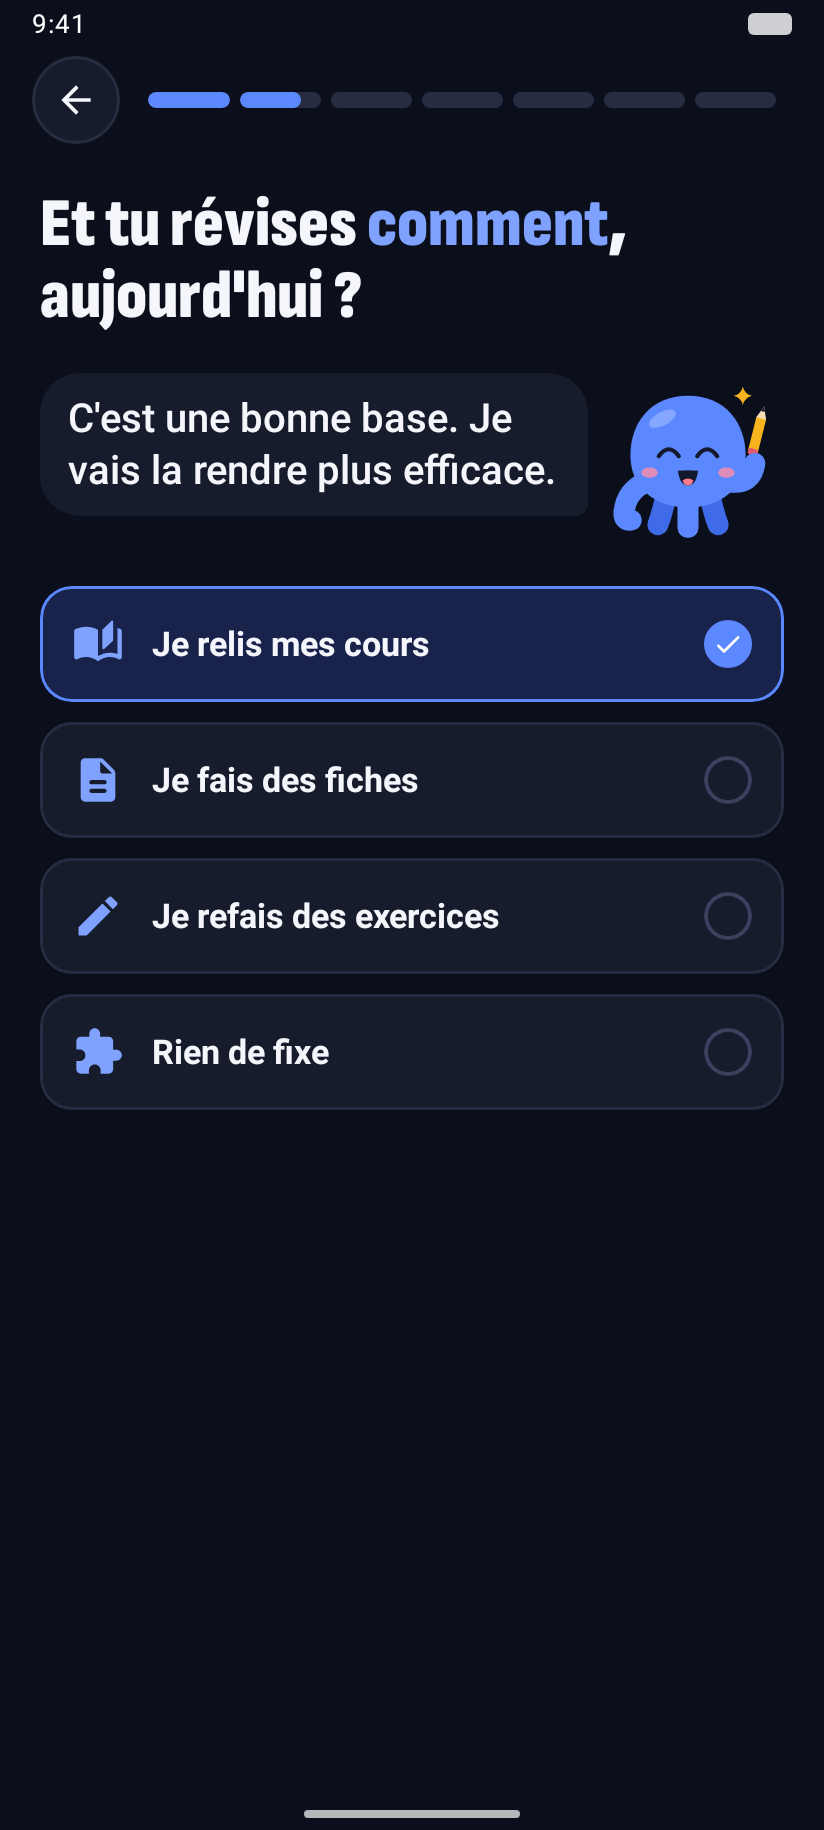 9:41
Et tu révises comment,
aujourd'hui ?
C'est une bonne base. Je
vais la rendre plus efficace.
Je relis mes cours
Je fais des fiches
Je refais des exercices
Rien de fixe